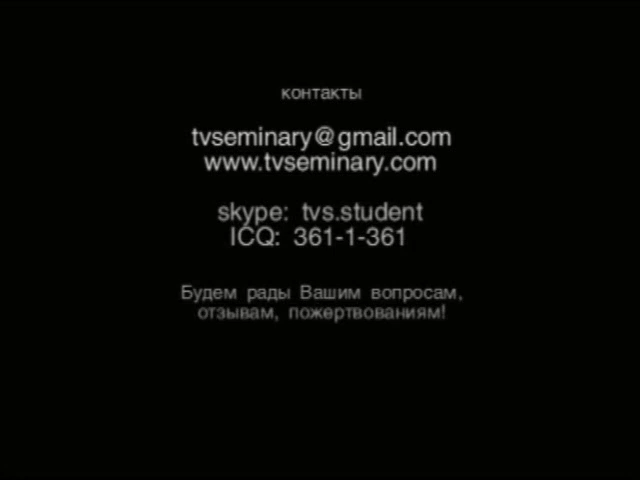 контакты
tvseminary@gmail.com
www.tvseminary.com
skype: tvs.student
ICQ: 361-1-361
Будем рады Вашим вопросам,
отзывам, пожертвованиям!